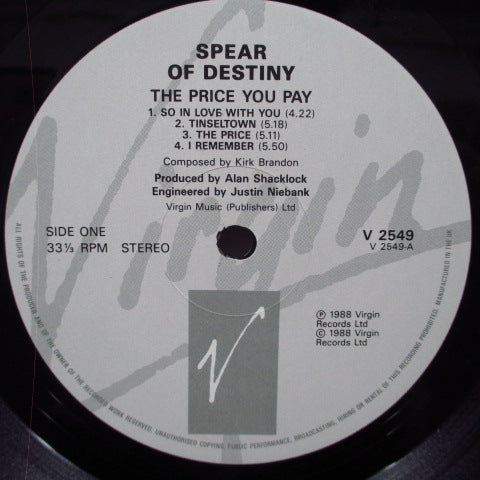 SPEAR
OF DESTINY
THE PRICE YOU PAY
1. SO IN LOVE WITH YOU (4.22)
2. TINSELTOWN (5.18)
3. THE PRICE (5.11)
4. I REMEMBER (5.50)
Composed by Kirk Brandon
Produced by Alan Shacklock
Engineered by Justin Niebank
Virgin Music (Publishers) Ltd
SIDE ONE
33⅓ RPM STEREO
V 2549
V 2549-A
Virgin
V
℗ 1988 Virgin
Records Ltd
© 1988 Virgin
Records Ltd
ALL RIGHTS OF THE PRODUCER AND OF THE OWNER OF THE RECORDED WORK RESERVED. UNAUTHORISED COPYING, PUBLIC PERFORMANCE, BROADCASTING, HIRING OR RENTAL OF THIS RECORDING PROHIBITED. MANUFACTURED IN THE UK